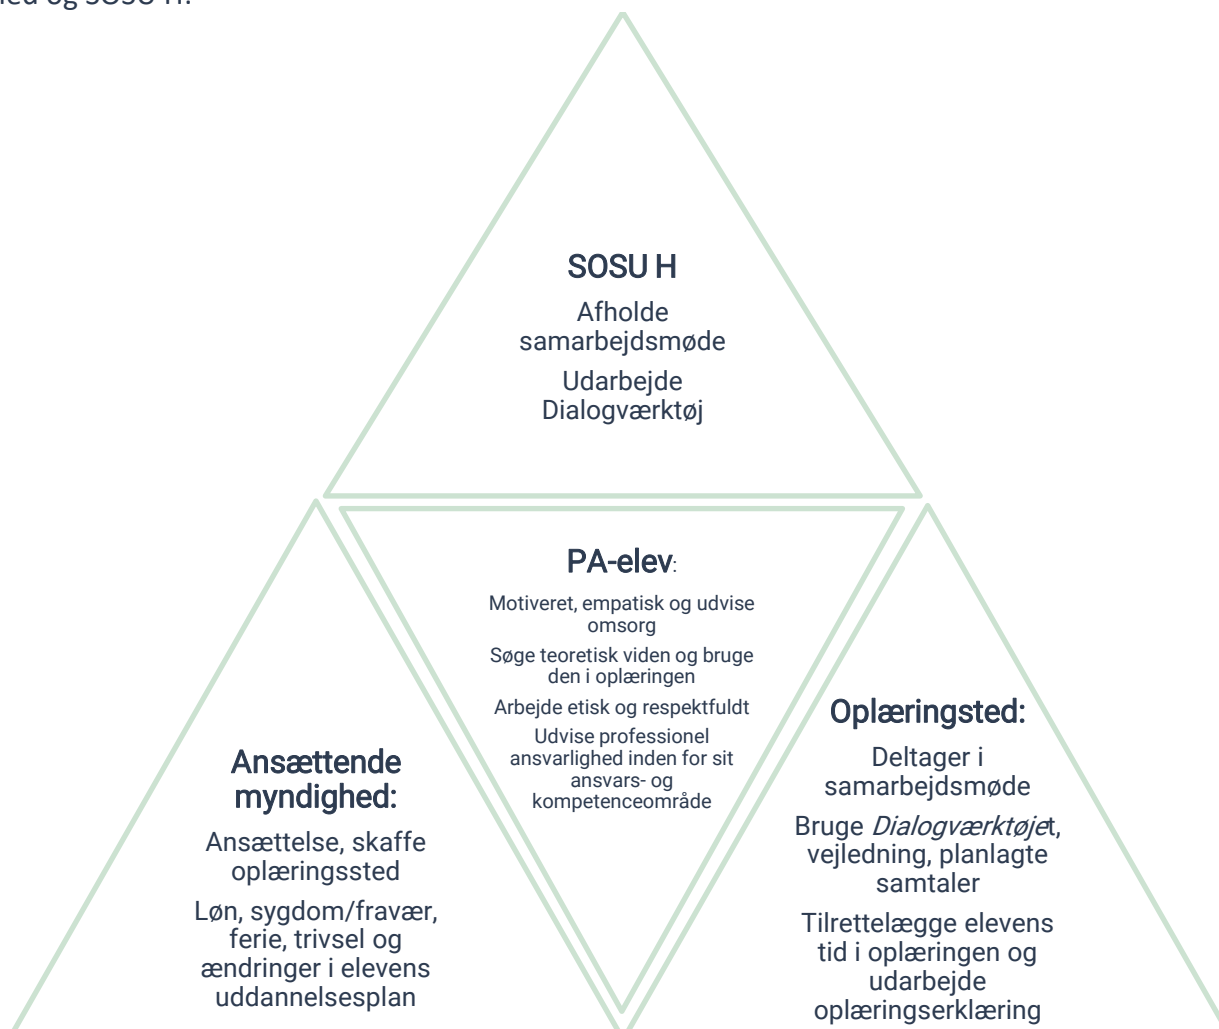 SOSU H
Afholde
samarbejdsmøde
Udarbejde
Dialogværktøj
PA-elev:
Motiveret, empatisk og udvise
omsorg
Søge teoretisk viden og bruge
den i oplæringen
Arbejde etisk og respektfuldt
Udvise professionel
ansvarlighed inden for sit
ansvars- og
kompetenceområde
Ansættende
myndighed:
Ansættelse, skaffe
oplæringssted
Løn, sygdom/fravær,
ferie, trivsel og
ændringer i elevens
uddannelsesplan
Oplæringsted:
Deltager i
samarbejdsmøde
Bruge Dialogværktøjet,
vejledning, planlagte
samtaler
Tilrettelægge elevens
tid i oplæringen og
udarbejde
oplæringserklæring